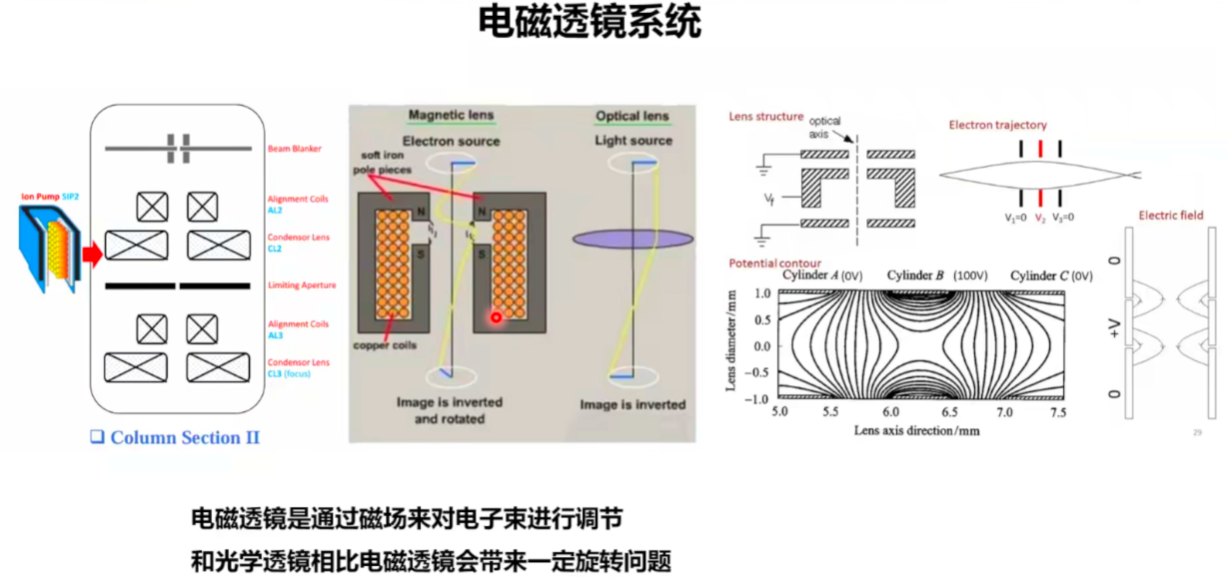 电磁透镜系统
Beam Blanker
Ion Pump SIP2
Alignment Coils
AL2
Condensor Lens
CL2
Limiting Aperture
Alignment Coils
AL3
Condensor Lens
CL3 (focus)
❑ Column Section II
Magnetic lens
Electron source
soft iron
pole pieces
N
N
S
S
copper coils
Image is inverted
and rotated
Optical lens
Light source
Image is inverted
Lens structure
optical
axis
Vf
Electron trajectory
V1=0 V2 V3=0
Electric field
0
+V
0
Potential contour
Cylinder A (0V) Cylinder B (100V) Cylinder C (0V)
Lens diameter/mm
1.0
0.5
0.0
−0.5
−1.0
5.0 5.5 6.0 6.5 7.0 7.5
Lens axis direction/mm
29
电磁透镜是通过磁场来对电子束进行调节
和光学透镜相比电磁透镜会带来一定旋转问题